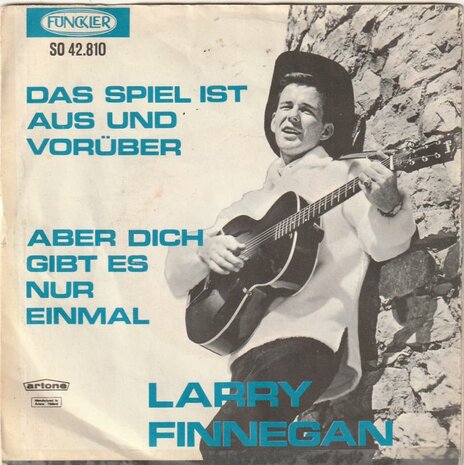 FUNCKLER
SO 42.810
DAS SPIEL IST
AUS UND
VORÜBER
ABER DICH
GIBT ES
NUR
EINMAL
artone
LARRY
FINNEGAN